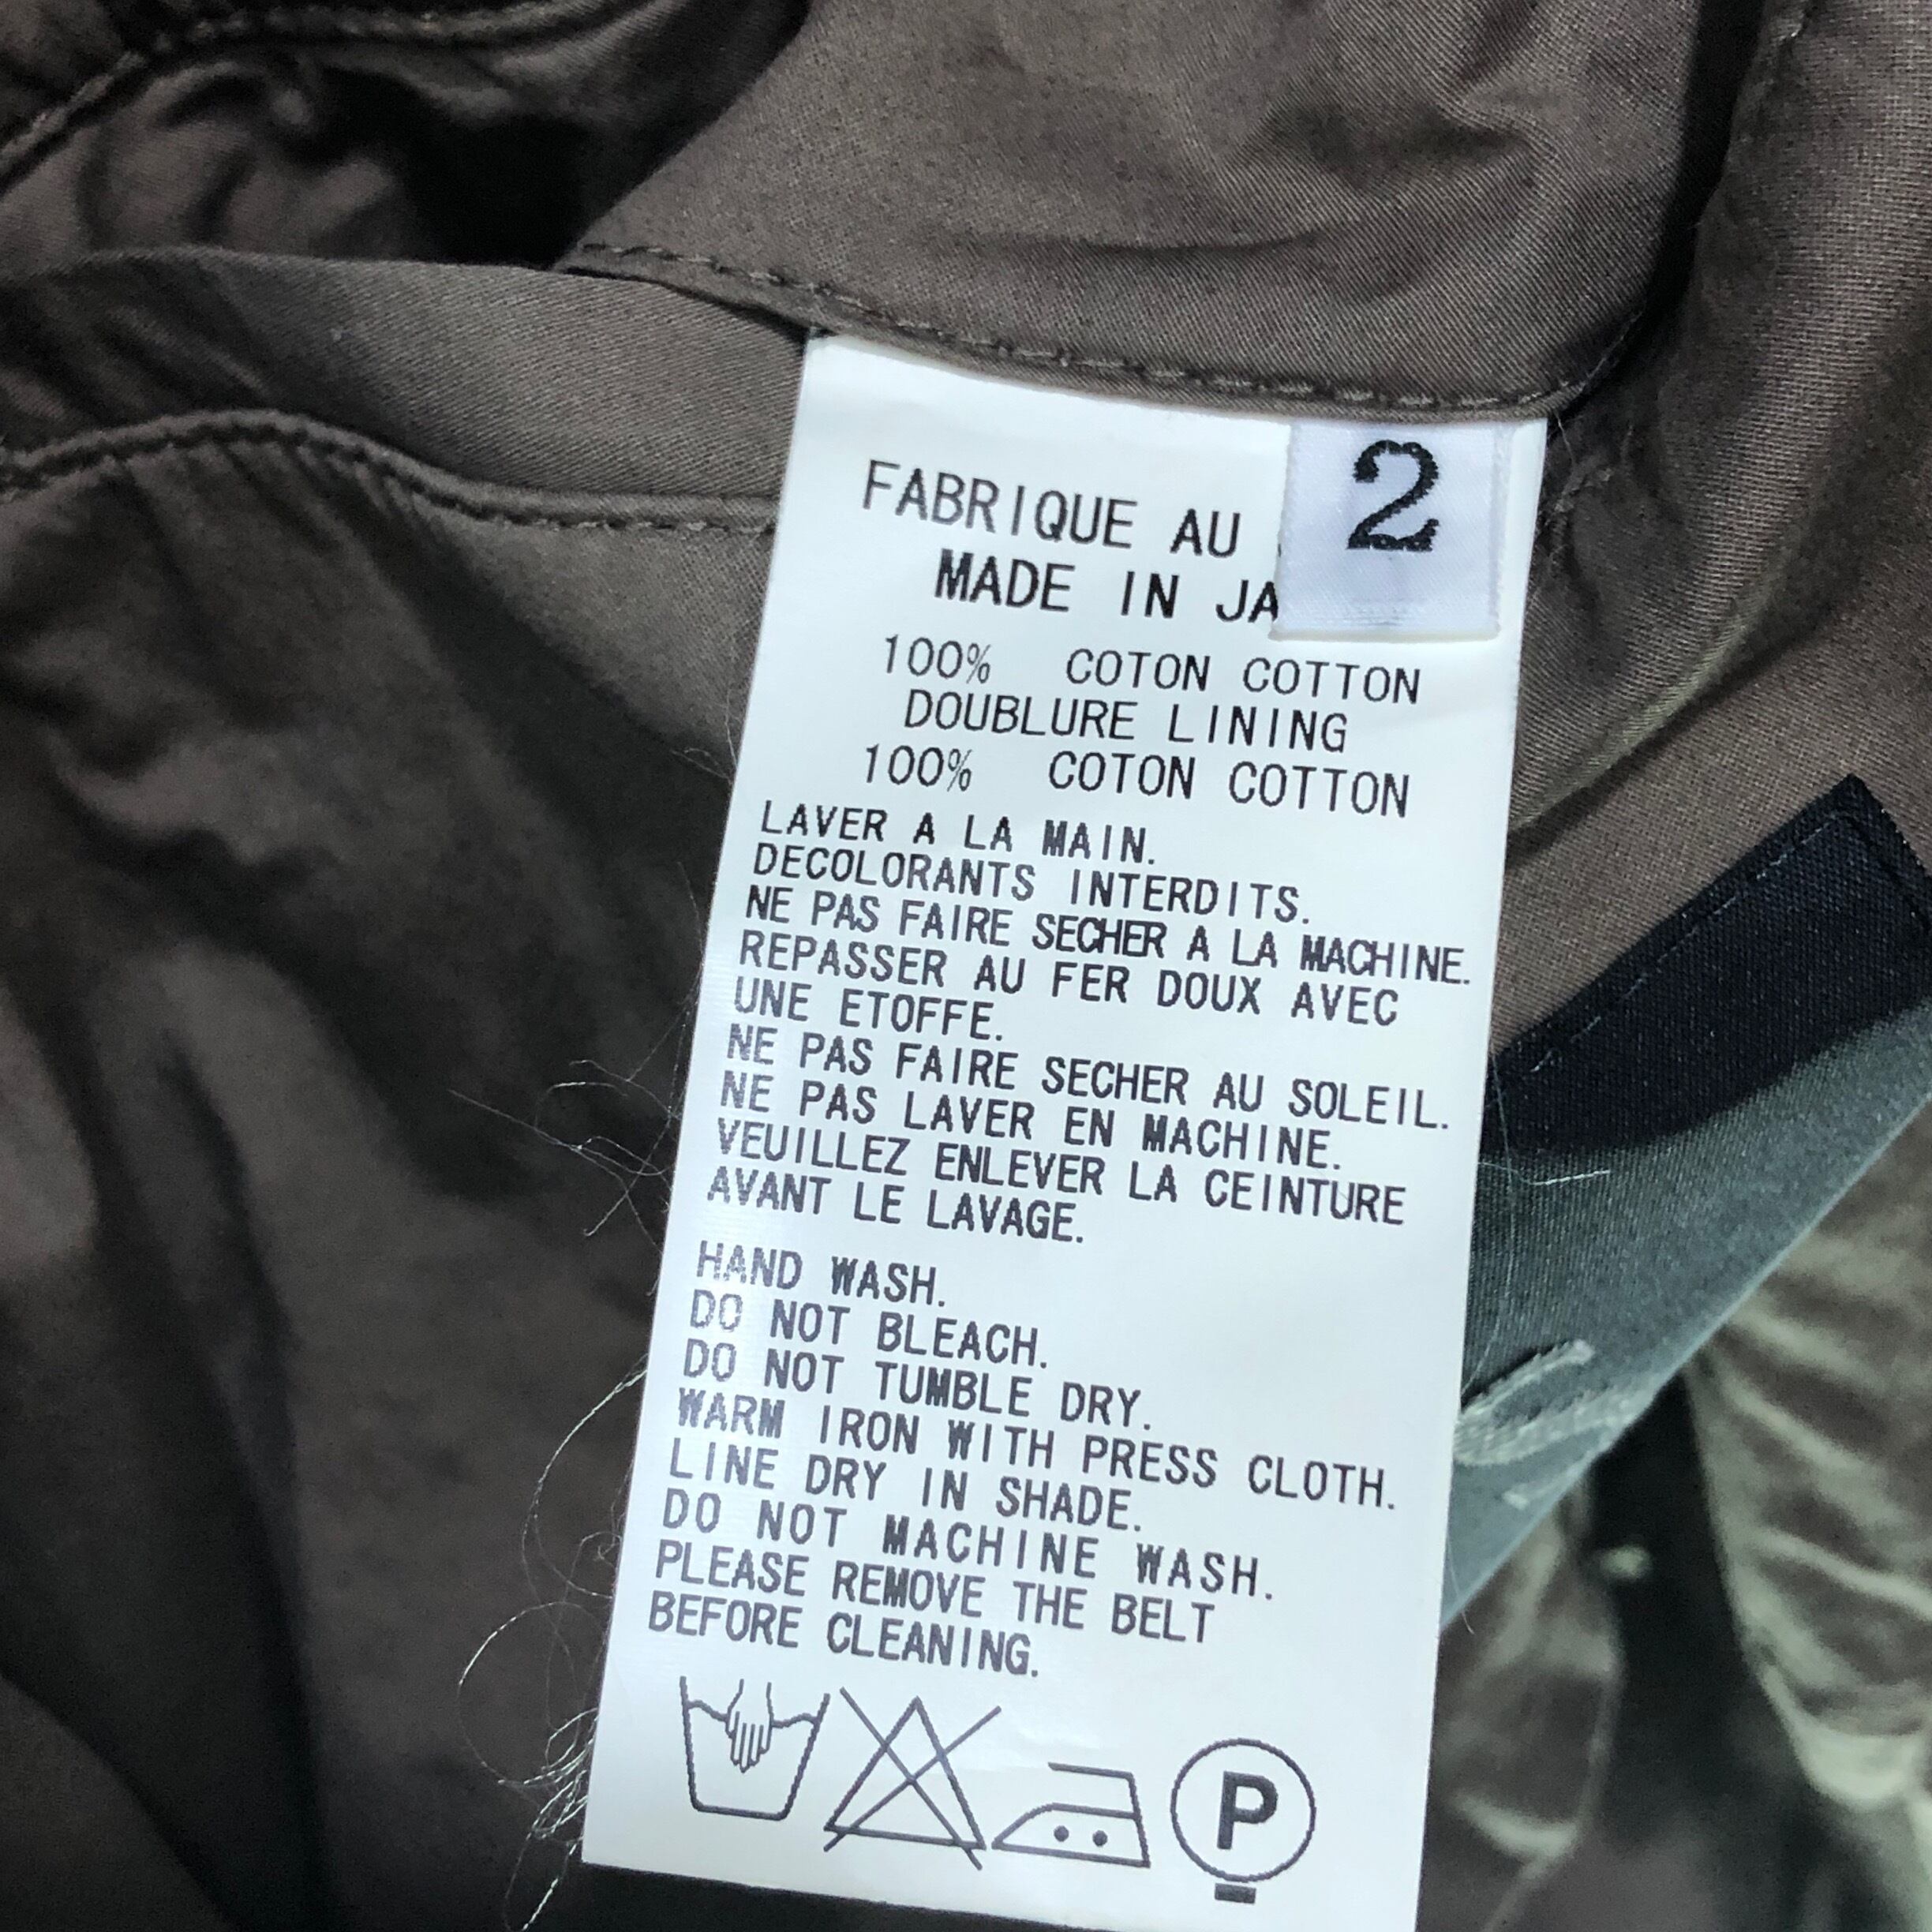 2
FABRIQUE AU
MADE IN JA
100% COTON COTTON
DOUBLURE LINING
100% COTON COTTON
LAVER A LA MAIN.
DECOLORANTS INTERDITS.
NE PAS FAIRE SECHER A LA MACHINE.
REPASSER AU FER DOUX AVEC
UNE ETOFFE.
NE PAS FAIRE SECHER AU SOLEIL.
NE PAS LAVER EN MACHINE.
VEUILLEZ ENLEVER LA CEINTURE
AVANT LE LAVAGE.
HAND WASH.
DO NOT BLEACH.
DO NOT TUMBLE DRY.
WARM IRON WITH PRESS CLOTH.
LINE DRY IN SHADE.
DO NOT MACHINE WASH.
PLEASE REMOVE THE BELT
BEFORE CLEANING.
P